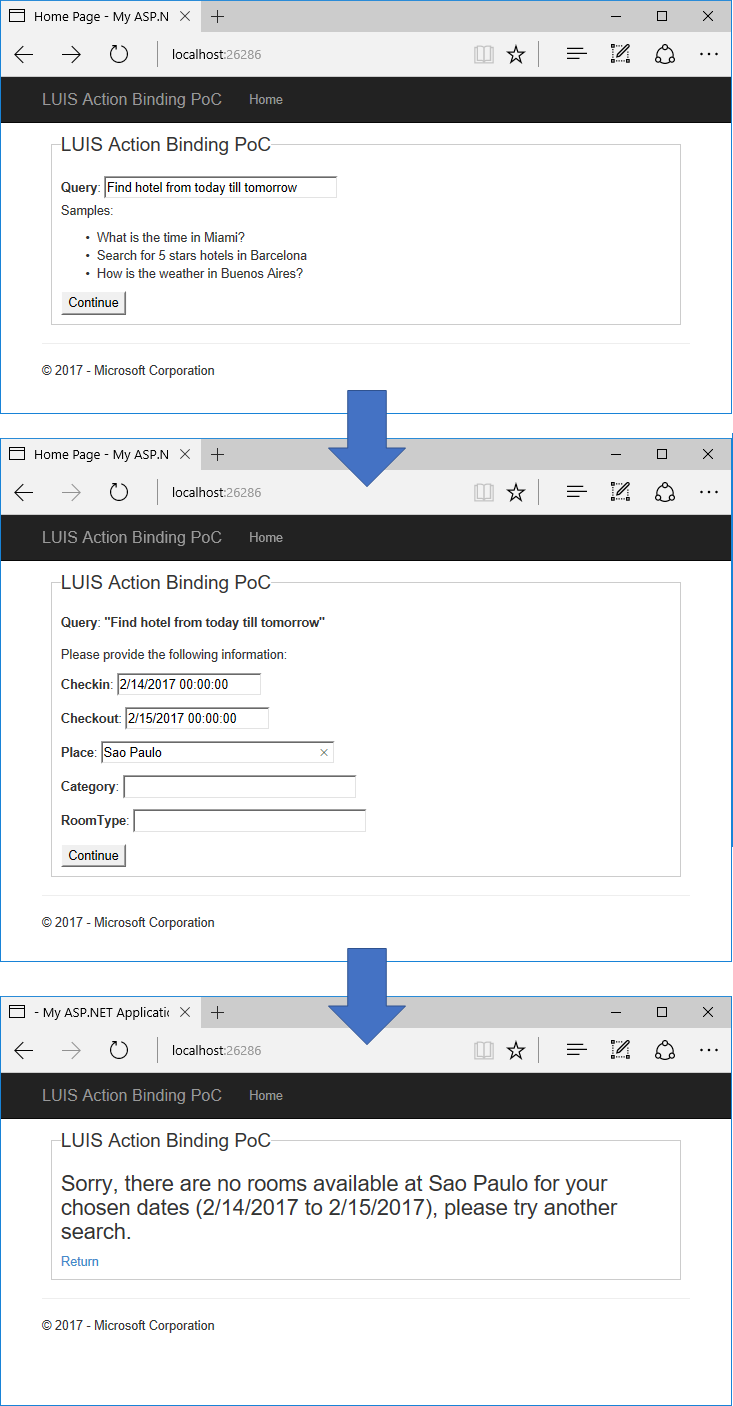 Home Page - My ASP.N
localhost:26286
LUIS Action Binding PoC Home
LUIS Action Binding PoC
Query: Find hotel from today till tomorrow
Samples:
• What is the time in Miami?
• Search for 5 stars hotels in Barcelona
• How is the weather in Buenos Aires?
Continue
© 2017 - Microsoft Corporation
Home Page - My ASP.N
localhost:26286
LUIS Action Binding PoC Home
LUIS Action Binding PoC
Query: "Find hotel from today till tomorrow"
Please provide the following information:
Checkin: 2/14/2017 00:00:00
Checkout: 2/15/2017 00:00:00
Place: Sao Paulo
Category:
RoomType:
Continue
© 2017 - Microsoft Corporation
- My ASP.NET Applicati
localhost:26286
LUIS Action Binding PoC Home
LUIS Action Binding PoC
Sorry, there are no rooms available at Sao Paulo for your
chosen dates (2/14/2017 to 2/15/2017), please try another
search.
Return
© 2017 - Microsoft Corporation